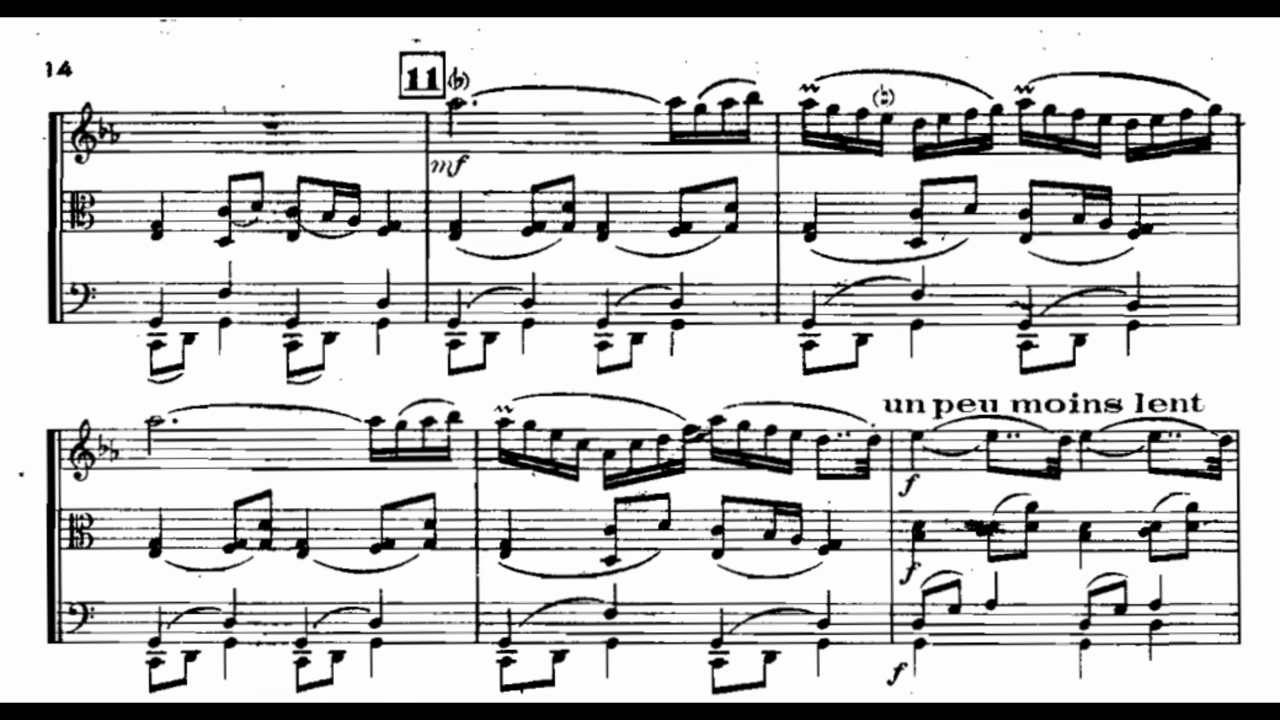 14
11
(b)
(♮)
mf
un peu moins lent
f
f
f